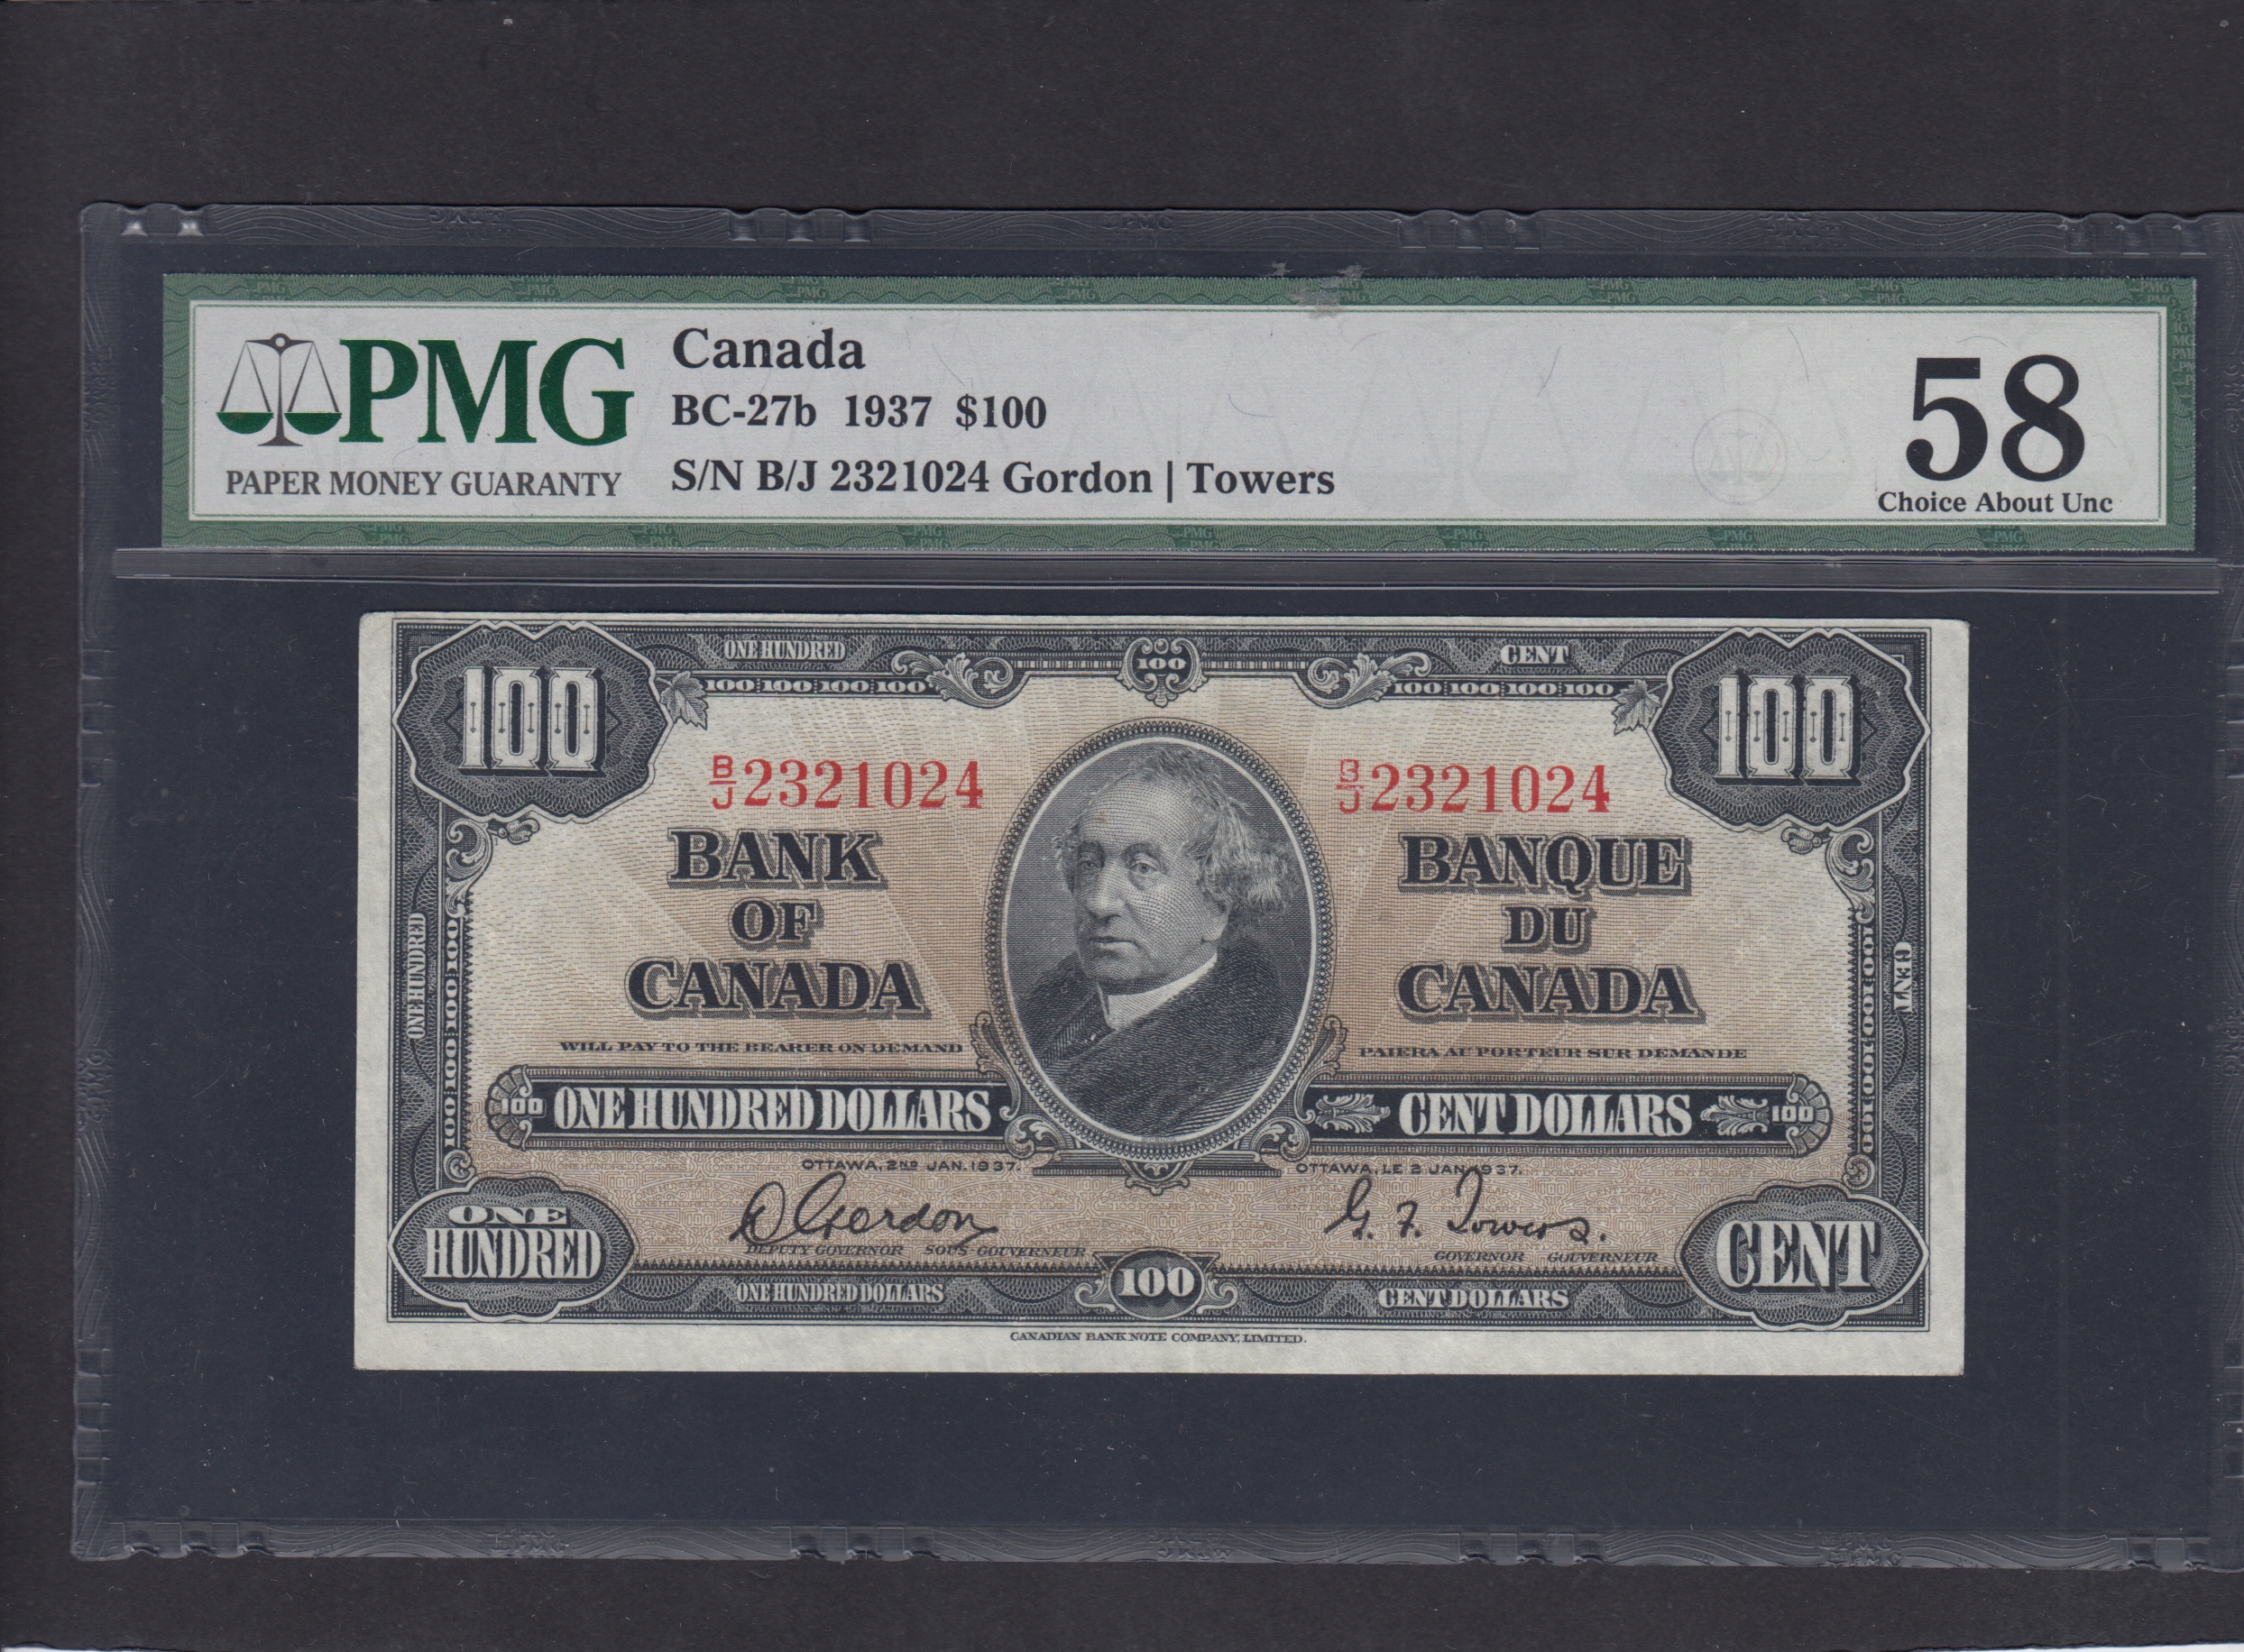 PMG
PAPER MONEY GUARANTY
Canada
BC-27b 1937 $100
S/N B/J 2321024 Gordon | Towers
58
Choice About Unc
ONE HUNDRED
100
CENT
100 100 100 100
100 100 100 100
100
100
B/J 2321024
B/J 2321024
BANK
OF
CANADA
BANQUE
DU
CANADA
ONE HUNDRED
CENT
WILL PAY TO THE BEARER ON DEMAND
PAIERA AU PORTEUR SUR DEMANDE
100 ONE HUNDRED DOLLARS
CENT DOLLARS 100
OTTAWA, 2ND JAN. 1937.
OTTAWA, LE 2 JAN. 1937.
D Gordon
G. F. Towers.
DEPUTY GOVERNOR SOUS-GOUVERNEUR
GOVERNOR GOUVERNEUR
ONE
HUNDRED
CENT
ONE HUNDRED DOLLARS
100
CENT DOLLARS
CANADIAN BANK NOTE COMPANY, LIMITED.